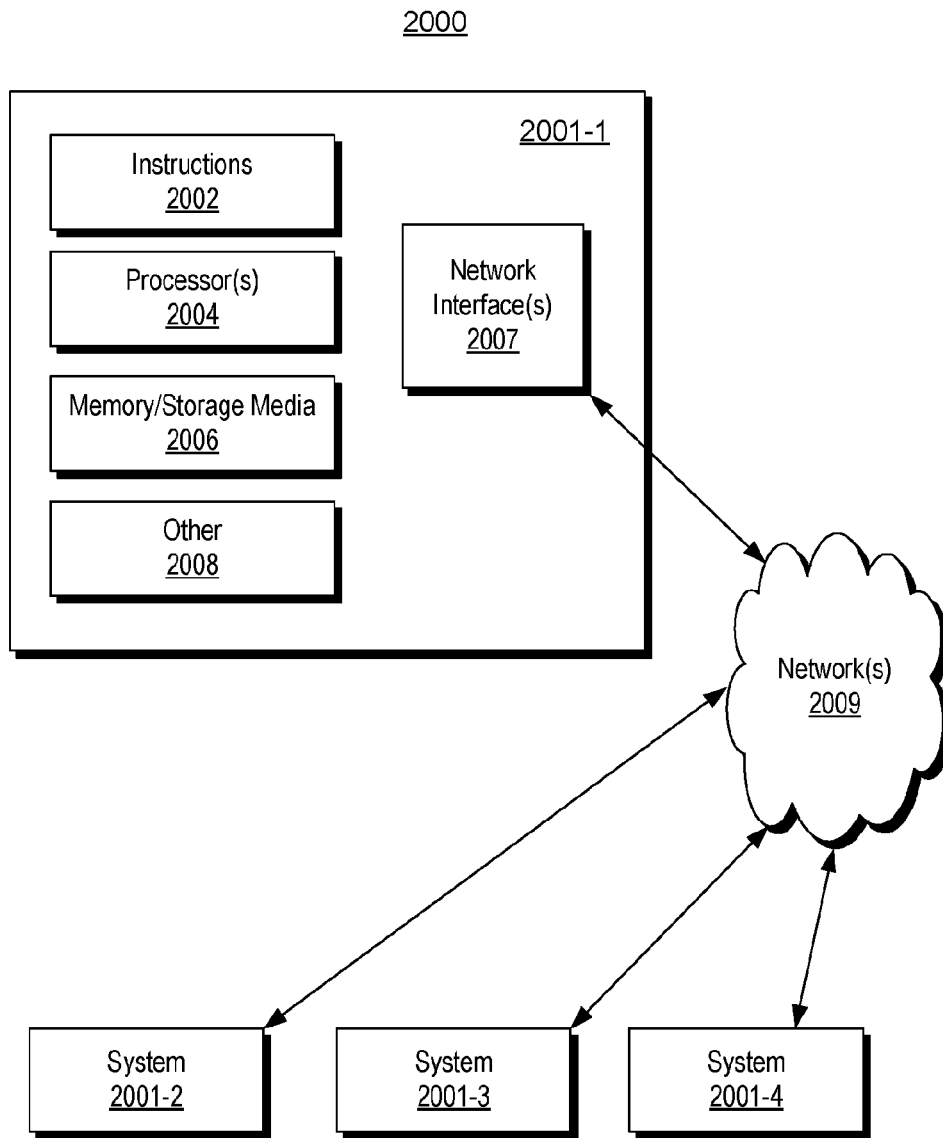 2000
2001-1
Instructions
2002
Processor(s)
2004
Memory/Storage Media
2006
Other
2008
Network
Interface(s)
2007
Network(s)
2009
System
2001-2
System
2001-3
System
2001-4